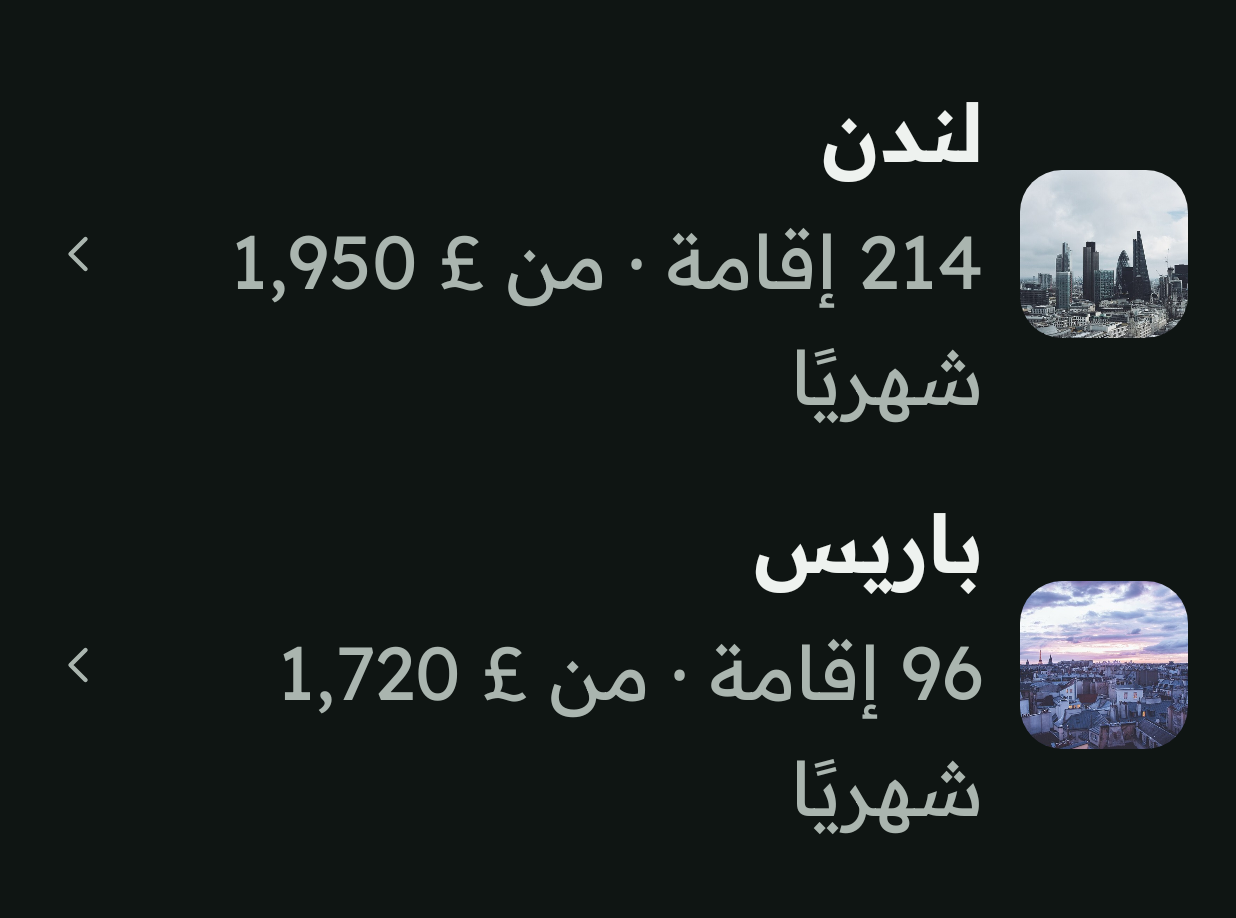 لندن
214 إقامة · من £ 1,950
شهريًا
باريس
96 إقامة · من £ 1,720
شهريًا